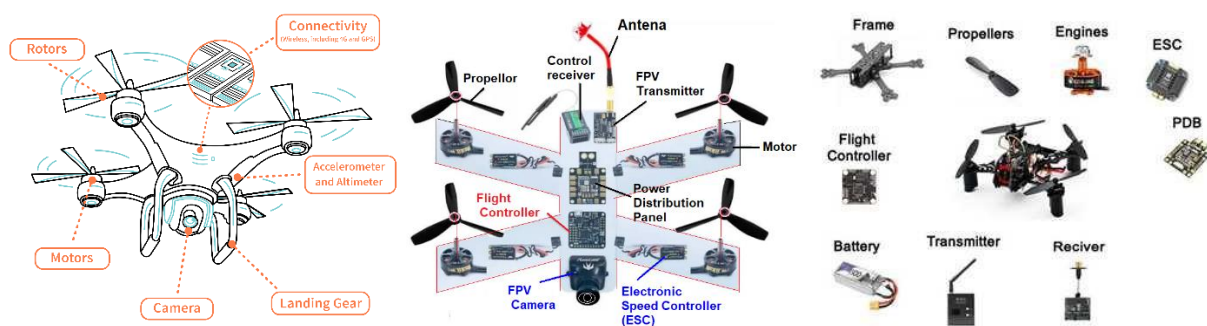 Connectivity
(Wireless, including 4G and GPS)
Rotors
Accelerometer
and Altimeter
Motors
Camera
Landing Gear
Antena
Control
receiver
FPV
Transmitter
Propellor
Motor
Power
Distribution
Panel
Flight
Controller
FPV
Camera
Electronic
Speed Controller
(ESC)
Frame
Propellers
Engines
ESC
Flight
Controller
PDB
Battery
Transmitter
Reciver